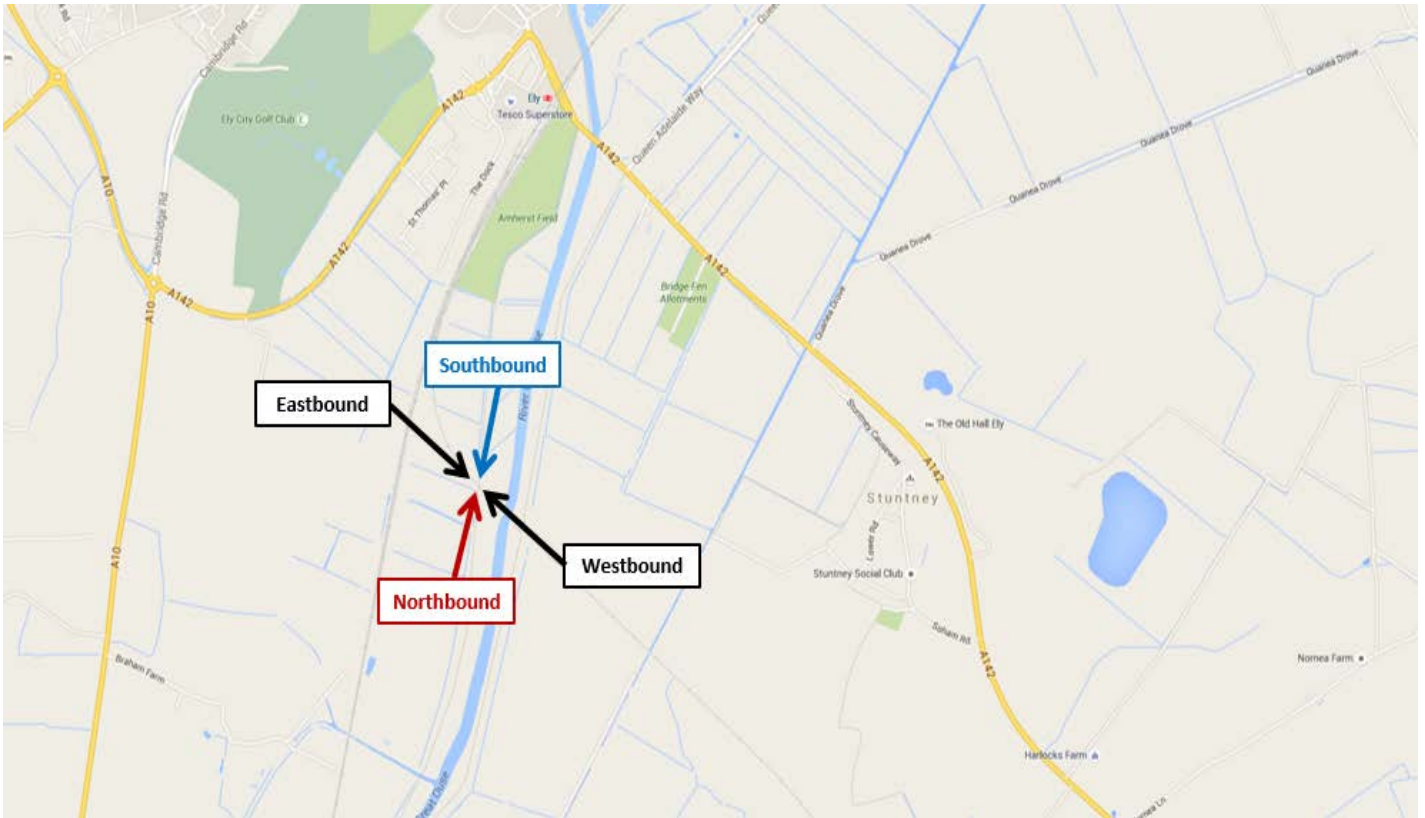 Cambridge Rd
Ely City Golf Club
A142
Ely
Tesco Superstore
A142
Queen Adelaide Way
Quanea Drove
Quanea Drove
Quanea Drove
Quanea Drove
A10
Cambridge Rd
St Thomas' Pl
The Dock
Amherst Field
A142
A142
A10
A142
Bridge Fen
Allotments
Quanea Drove
Southbound
Eastbound
River
Stuntney Causeway
The Old Hall Ely
A142
Stuntney
Lower Rd
A10
Westbound
Stuntney Social Club
Northbound
Soham Rd
A142
Braham Farm
Nornea Farm
Harlocks Farm
Great Ouse